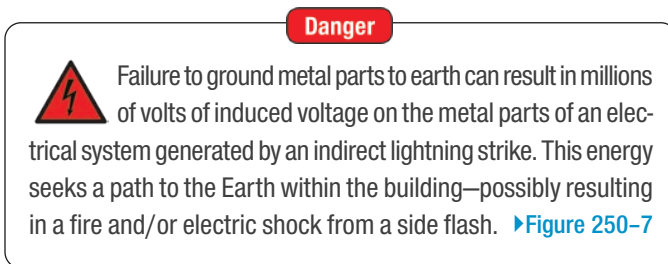 Danger
Failure to ground metal parts to earth can result in millions
of volts of induced voltage on the metal parts of an elec-
trical system generated by an indirect lightning strike. This energy
seeks a path to the Earth within the building—possibly resulting
in a fire and/or electric shock from a side flash. ▸Figure 250–7